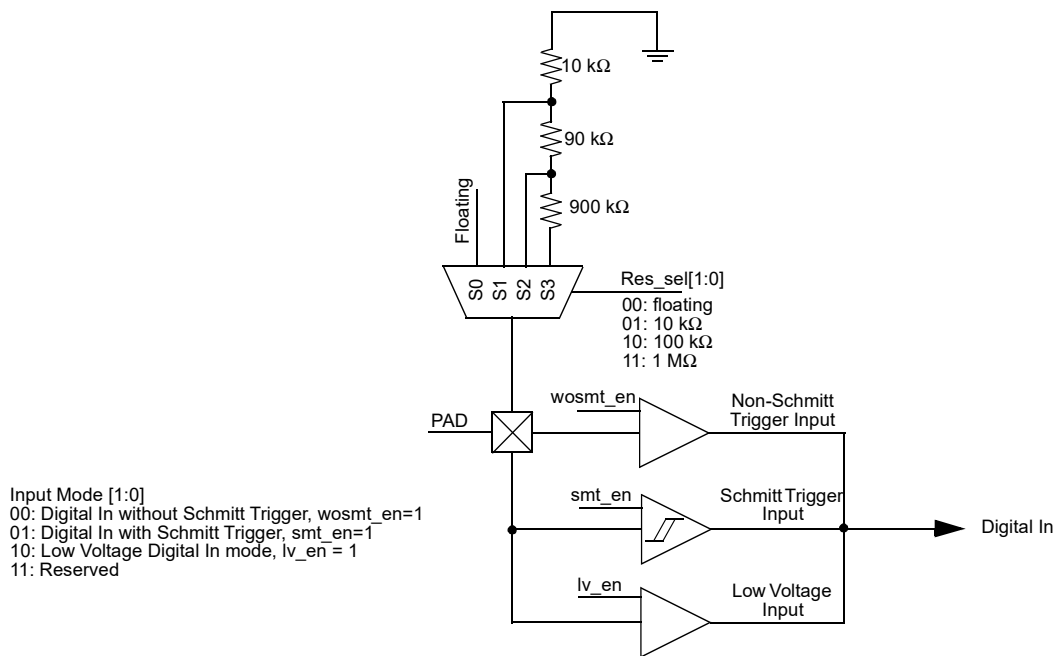 10 kΩ
90 kΩ
900 kΩ
Floating
S0
S1
S2
S3
Res_sel[1:0]
00: floating
01: 10 kΩ
10: 100 kΩ
11: 1 MΩ
PAD
wosmt_en
Non-Schmitt
Trigger Input
Input Mode [1:0]
00: Digital In without Schmitt Trigger, wosmt_en=1
01: Digital In with Schmitt Trigger, smt_en=1
10: Low Voltage Digital In mode, lv_en = 1
11: Reserved
smt_en
Schmitt Trigger
Input
Digital In
lv_en
Low Voltage
Input